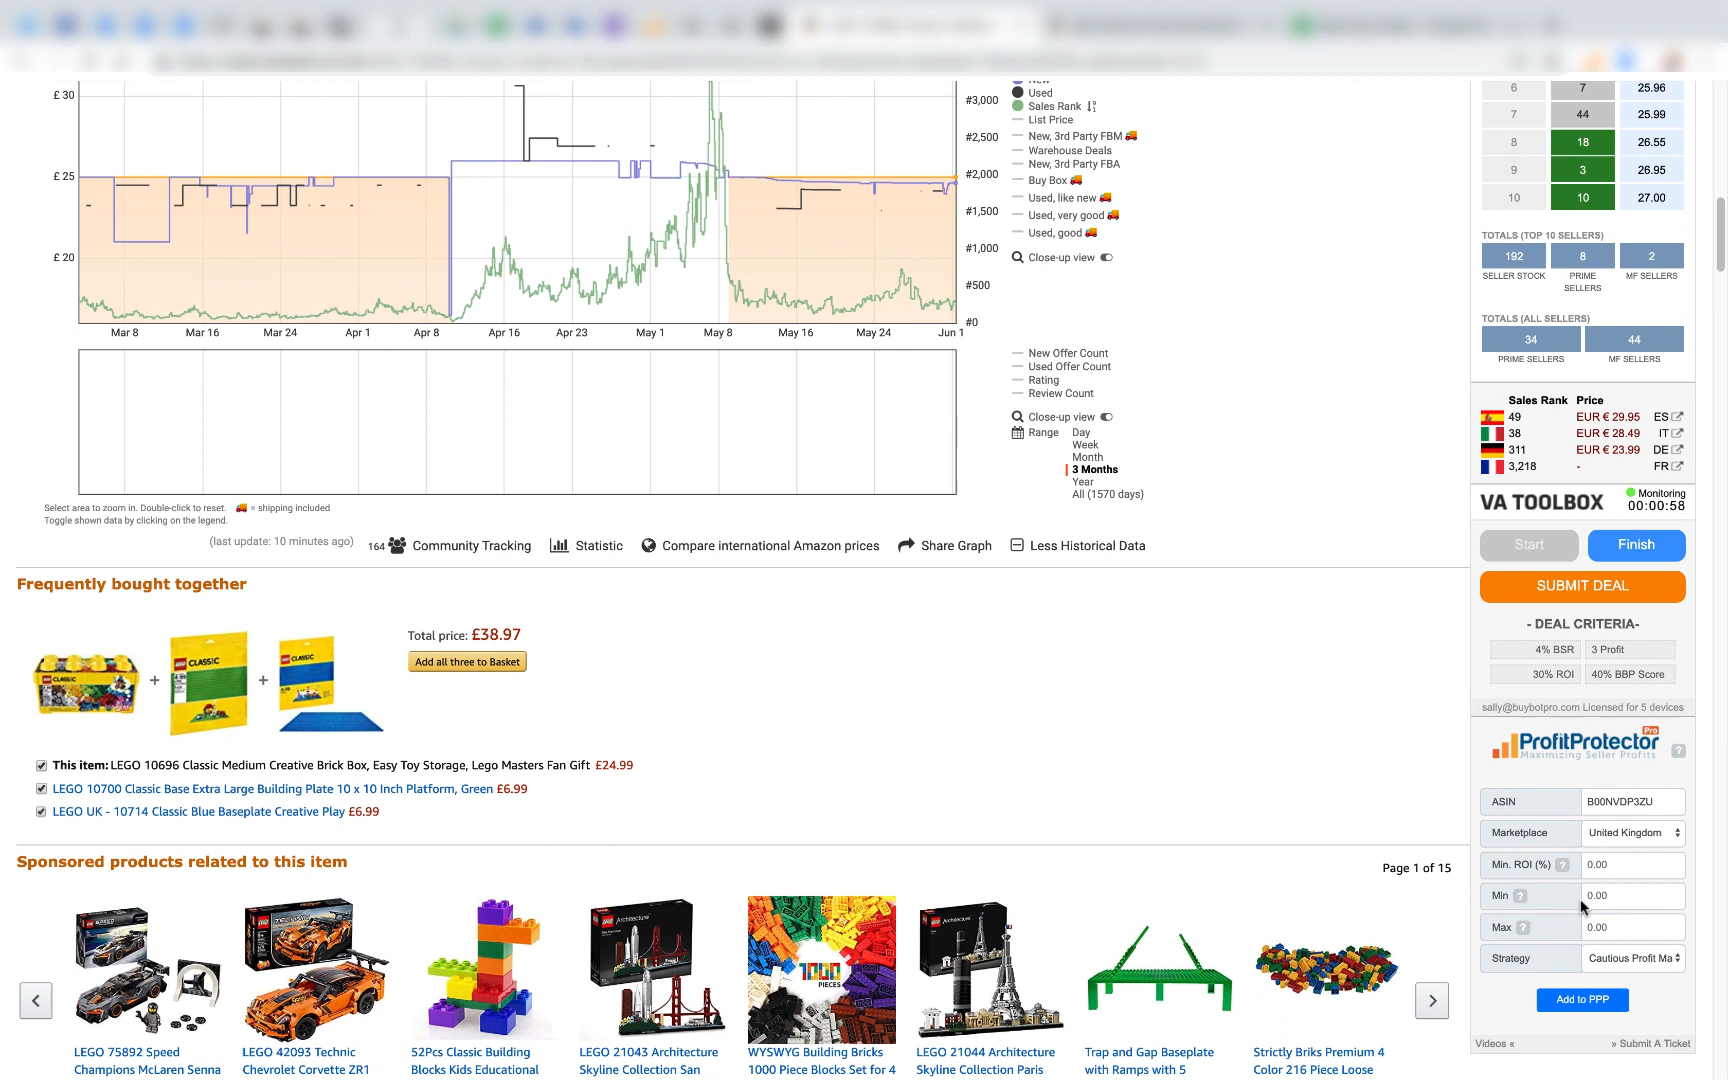 £ 30
£ 25
£ 20
#3,000
#2,500
#2,000
#1,500
#1,000
#500
#0
Mar 8 Mar 16 Mar 24 Apr 1 Apr 8 Apr 16 Apr 23 May 1 May 8 May 16 May 24 Jun 1
New
Used
Sales Rank
List Price
New, 3rd Party FBM
Warehouse Deals
New, 3rd Party FBA
Buy Box
Used, like new
Used, very good
Used, good
Close-up view
New Offer Count
Used Offer Count
Rating
Review Count
Close-up view
Range Day
Week
Month
3 Months
Year
All (1570 days)
Select area to zoom in. Double-click to reset. = shipping included
Toggle shown data by clicking on the legend.
(last update: 10 minutes ago) 164 Community Tracking Statistic Compare international Amazon prices Share Graph Less Historical Data
Frequently bought together
Total price: £38.97
Add all three to Basket
+ +
This item: LEGO 10696 Classic Medium Creative Brick Box, Easy Toy Storage, Lego Masters Fan Gift £24.99
LEGO 10700 Classic Base Extra Large Building Plate 10 x 10 Inch Platform, Green £6.99
LEGO UK - 10714 Classic Blue Baseplate Creative Play £6.99
Sponsored products related to this item
Page 1 of 15
LEGO 75892 Speed
Champions McLaren Senna
LEGO 42093 Technic
Chevrolet Corvette ZR1
52Pcs Classic Building
Blocks Kids Educational
LEGO 21043 Architecture
Skyline Collection San
WYSWYG Building Bricks
1000 Piece Blocks Set for 4
LEGO 21044 Architecture
Skyline Collection Paris
Trap and Gap Baseplate
with Ramps with 5
Strictly Briks Premium 4
Color 216 Piece Loose
6 7 25.96
7 44 25.99
8 18 26.55
9 3 26.95
10 10 27.00
TOTALS (TOP 10 SELLERS)
192 8 2
SELLER STOCK PRIME SELLERS MF SELLERS
TOTALS (ALL SELLERS)
34 44
PRIME SELLERS MF SELLERS
Sales Rank Price
49 EUR € 29.95 ES
38 EUR € 28.49 IT
311 EUR € 23.99 DE
3,218 - FR
VA TOOLBOX Monitoring
00:00:58
Start Finish
SUBMIT DEAL
- DEAL CRITERIA-
4% BSR 3 Profit
30% ROI 40% BBP Score
sally@buybotpro.com Licensed for 5 devices
ProfitProtector Pro
Maximizing Seller Profits
?
ASIN B00NVDP3ZU
Marketplace United Kingdom
Min. ROI (%) ? 0.00
Min ? 0.00
Max ? 0.00
Strategy Cautious Profit Ma
Add to PPP
Videos « » Submit A Ticket